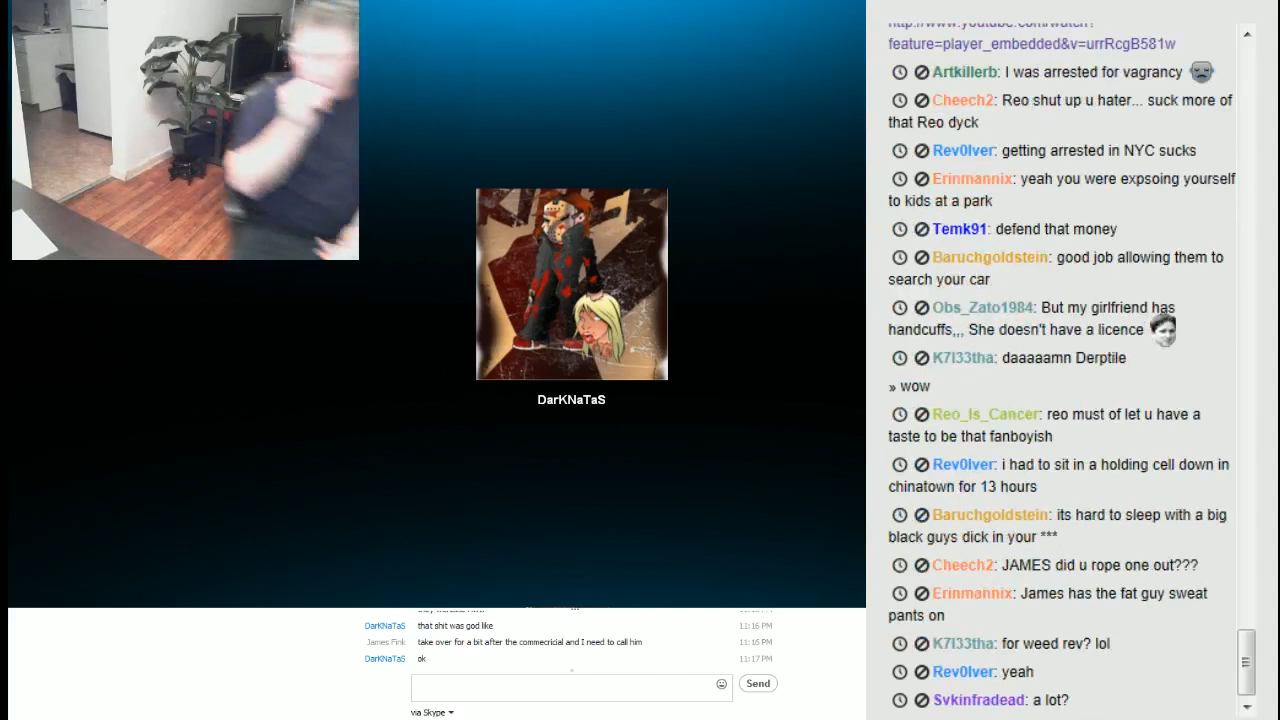 http://www.youtube.com/watch?
feature=player_embedded&v=urrRcgB581w
Artkillerb: I was arrested for vagrancy
Cheech2: Reo shut up u hater... suck more of
that Reo dyck
Rev0lver: getting arrested in NYC sucks
Erinmannix: yeah you were expsoing yourself
to kids at a park
Temk91: defend that money
Baruchgoldstein: good job allowing them to
search your car
Obs_Zato1984: But my girlfriend has
handcuffs,,, She doesn't have a licence
K7l33tha: daaaaamn Derptile
» wow
Reo_Is_Cancer: reo must of let u have a
taste to be that fanboyish
Rev0lver: i had to sit in a holding cell down in
chinatown for 13 hours
Baruchgoldstein: its hard to sleep with a big
black guys dick in your ***
Cheech2: JAMES did u rope one out???
Erinmannix: James has the fat guy sweat
pants on
K7l33tha: for weed rev? lol
Rev0lver: yeah
Svkinfradead: a lot?
DarKNaTaS
DarKNaTaS that shit was god like 11:16 PM
James Fink take over for a bit after the commecricial and I need to call him 11:16 PM
DarKNaTaS ok 11:17 PM
Send
via Skype